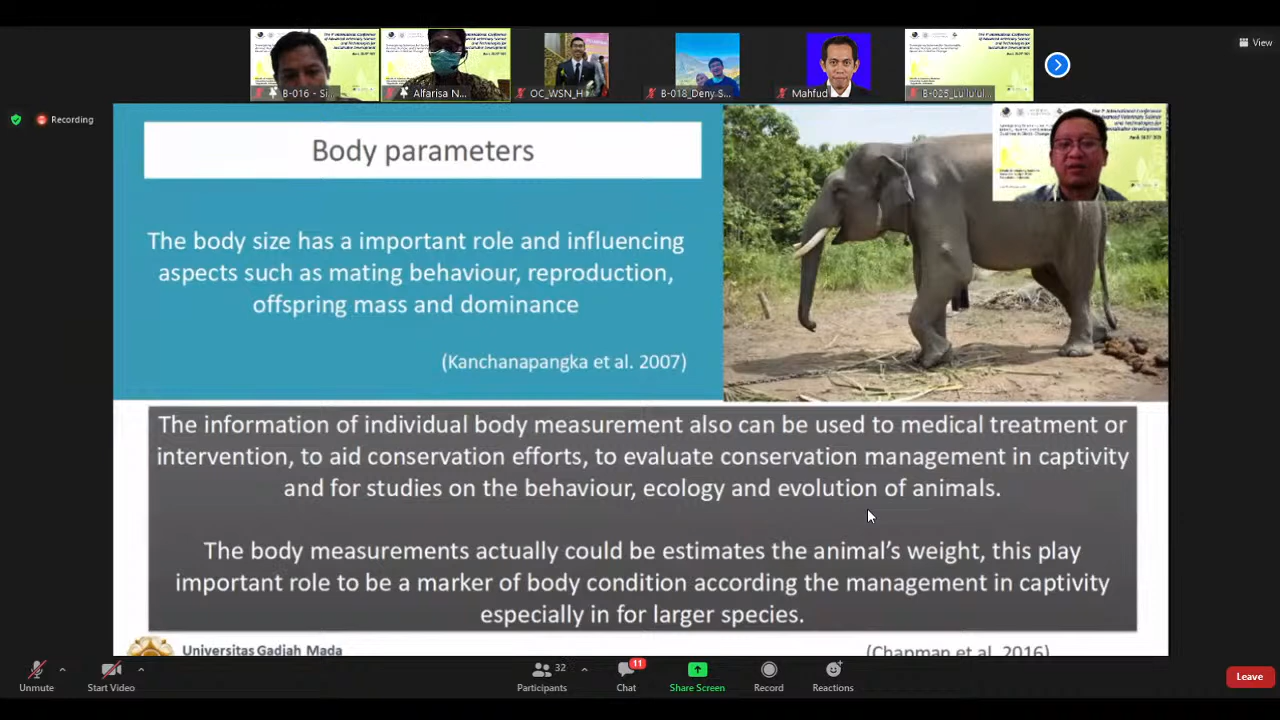 View
B-016 - Si...
Alfarisa N...
OC_WSN_H
B-018_Deny S...
Mahfud
B-025_Lu'lu'ul...
Recording
Body parameters
The body size has a important role and influencing
aspects such as mating behaviour, reproduction,
offspring mass and dominance
(Kanchanapangka et al. 2007)
The information of individual body measurement also can be used to medical treatment or
intervention, to aid conservation efforts, to evaluate conservation management in captivity
and for studies on the behaviour, ecology and evolution of animals.
The body measurements actually could be estimates the animal's weight, this play
important role to be a marker of body condition according the management in captivity
especially in for larger species.
Universitas Gadjah Mada
(Chapman et al. 2016)
Unmute
Start Video
32
Participants
11
Chat
Share Screen
Record
Reactions
Leave